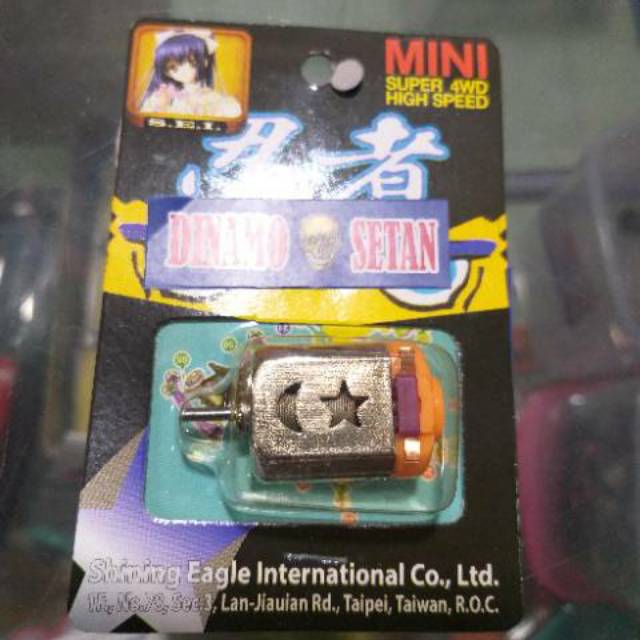 MINI
SUPER 4WD
HIGH SPEED
S.E.I.
忍者
DINAMO SETAN
Shining Eagle International Co., Ltd.
Lan-Jiauian Rd., Taipei, Taiwan, R.O.C.